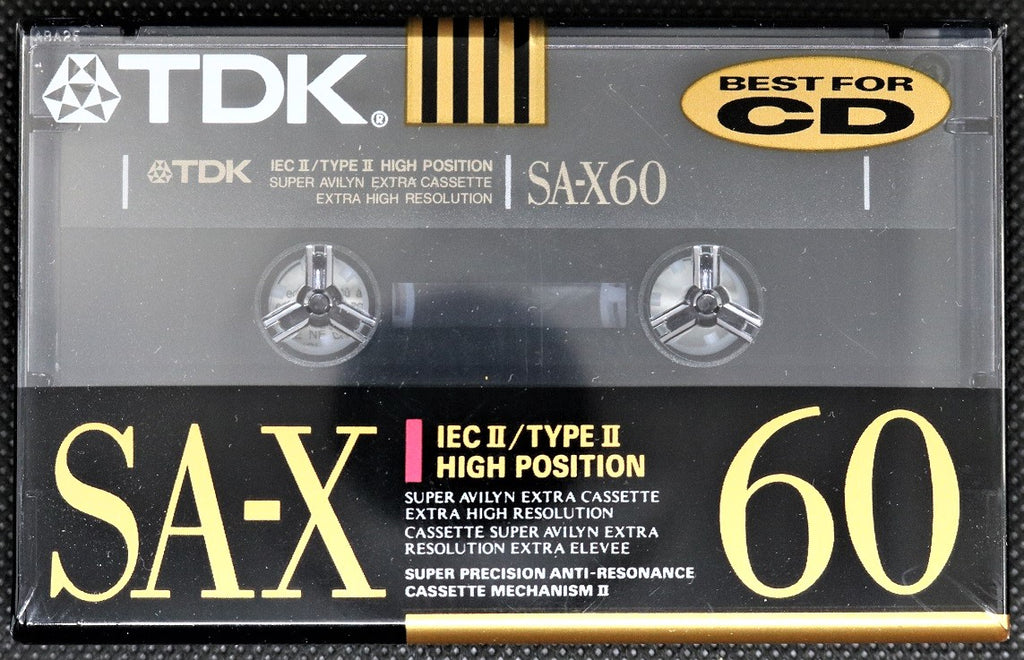 TDK®
BEST FOR
CD
TDK
IEC II/TYPE II HIGH POSITION
SUPER AVILYN EXTRA CASSETTE
EXTRA HIGH RESOLUTION
SA-X60
SA-X
IEC II/TYPE II
HIGH POSITION
SUPER AVILYN EXTRA CASSETTE
EXTRA HIGH RESOLUTION
CASSETTE SUPER AVILYN EXTRA
RESOLUTION EXTRA ELEVEE
SUPER PRECISION ANTI-RESONANCE
CASSETTE MECHANISM II
60